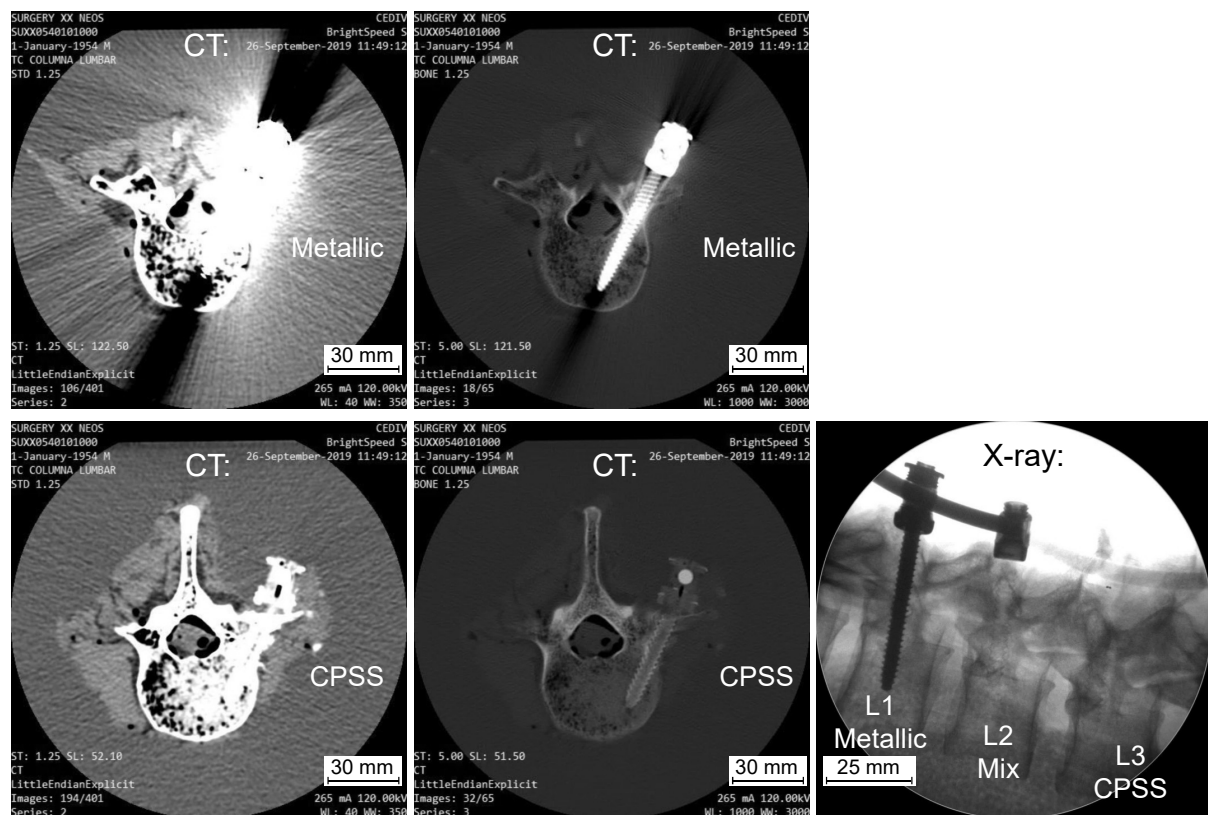 SURGERY XX NEOS CEDIV
SUXX0540101000 BrightSpeed S
1-January-1954 M CT: 26-September-2019 11:49:12
TC COLUMNA LUMBAR
STD 1.25
Metallic
ST: 1.25 SL: 122.50
CT
LittleEndianExplicit
Images: 106/401 265 mA 120.00kV
Series: 2 WL: 40 WW: 350
30 mm
SURGERY XX NEOS CEDIV
SUXX0540101000 BrightSpeed S
1-January-1954 M CT: 26-September-2019 11:49:12
TC COLUMNA LUMBAR
BONE 1.25
Metallic
ST: 5.00 SL: 121.50
CT
LittleEndianExplicit
Images: 18/65 265 mA 120.00kV
Series: 3 WL: 1000 WW: 3000
30 mm
SURGERY XX NEOS CEDIV
SUXX0540101000 BrightSpeed S
1-January-1954 M CT: 26-September-2019 11:49:12
TC COLUMNA LUMBAR
STD 1.25
CPSS
ST: 1.25 SL: 52.10
CT
LittleEndianExplicit
Images: 194/401 265 mA 120.00kV
Series: 2 WL: 40 WW: 350
30 mm
SURGERY XX NEOS CEDIV
SUXX0540101000 BrightSpeed S
1-January-1954 M CT: 26-September-2019 11:49:12
TC COLUMNA LUMBAR
BONE 1.25
CPSS
ST: 5.00 SL: 51.50
CT
LittleEndianExplicit
Images: 32/65 265 mA 120.00kV
Series: 3 WL: 1000 WW: 3000
30 mm
X-ray:
L1
Metallic
L2
Mix
L3
CPSS
25 mm